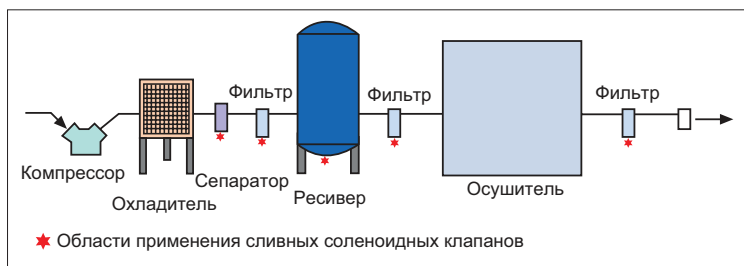 Фильтр
Фильтр
Фильтр
Компрессор
Охладитель
Сепаратор
Ресивер
Осушитель
Области применения сливных соленоидных клапанов